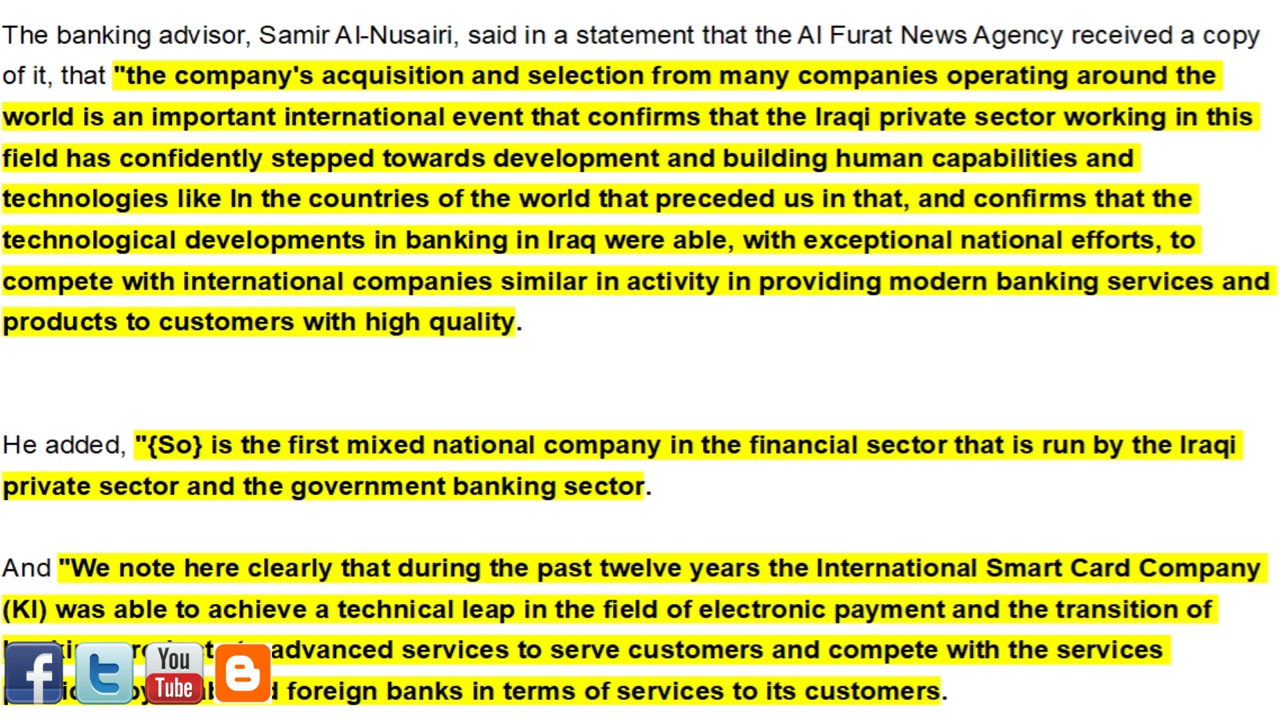 The banking advisor, Samir Al-Nusairi, said in a statement that the Al Furat News Agency received a copy
of it, that "the company's acquisition and selection from many companies operating around the
world is an important international event that confirms that the Iraqi private sector working in this
field has confidently stepped towards development and building human capabilities and
technologies like In the countries of the world that preceded us in that, and confirms that the
technological developments in banking in Iraq were able, with exceptional national efforts, to
compete with international companies similar in activity in providing modern banking services and
products to customers with high quality.
He added, "{So} is the first mixed national company in the financial sector that is run by the Iraqi
private sector and the government banking sector.
And "We note here clearly that during the past twelve years the International Smart Card Company
(KI) was able to achieve a technical leap in the field of electronic payment and the transition of
advanced services to serve customers and compete with the services
foreign banks in terms of services to its customers.
You
Tube